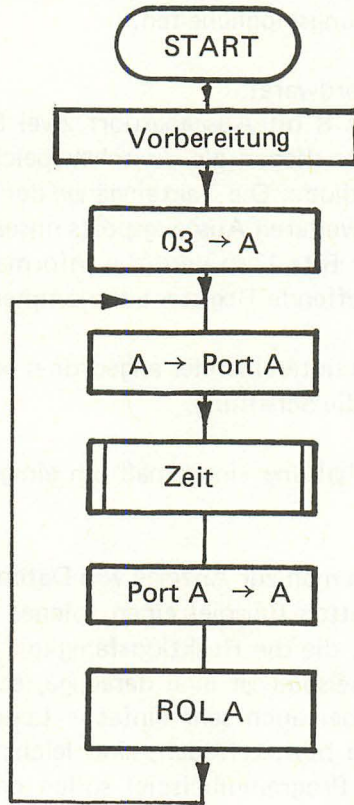 START
Vorbereitung
03 → A
A → Port A
Zeit
Port A → A
ROL A